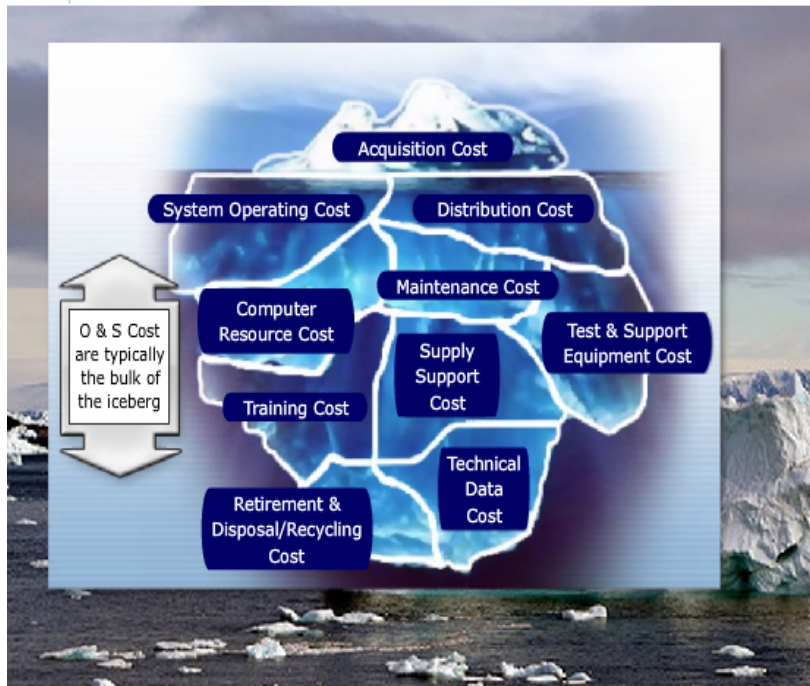 Acquisition Cost
System Operating Cost
Distribution Cost
Maintenance Cost
Computer
Resource Cost
Test & Support
Equipment Cost
O & S Cost
are typically
the bulk of
the iceberg
Supply
Support
Cost
Training Cost
Technical
Data
Cost
Retirement &
Disposal/Recycling
Cost